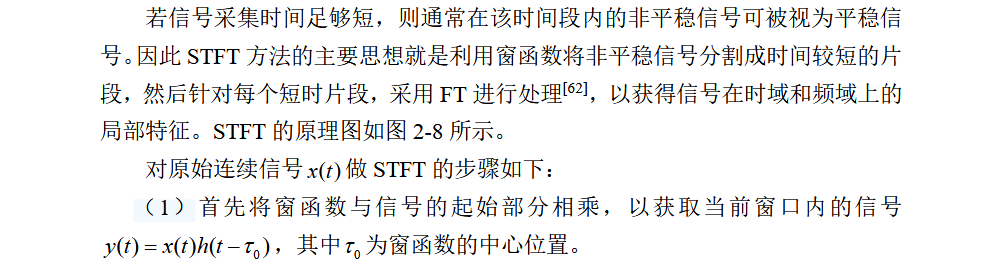 若信号采集时间足够短，则通常在该时间段内的非平稳信号可被视为平稳信
号。因此 STFT 方法的主要思想就是利用窗函数将非平稳信号分割成时间较短的片
段，然后针对每个短时片段，采用 FT 进行处理[62]，以获得信号在时域和频域上的
局部特征。STFT 的原理图如图 2-8 所示。
对原始连续信号 x(t) 做 STFT 的步骤如下：
（1）首先将窗函数与信号的起始部分相乘，以获取当前窗口内的信号
y(t) = x(t)h(t − τ₀)，其中 τ₀ 为窗函数的中心位置。